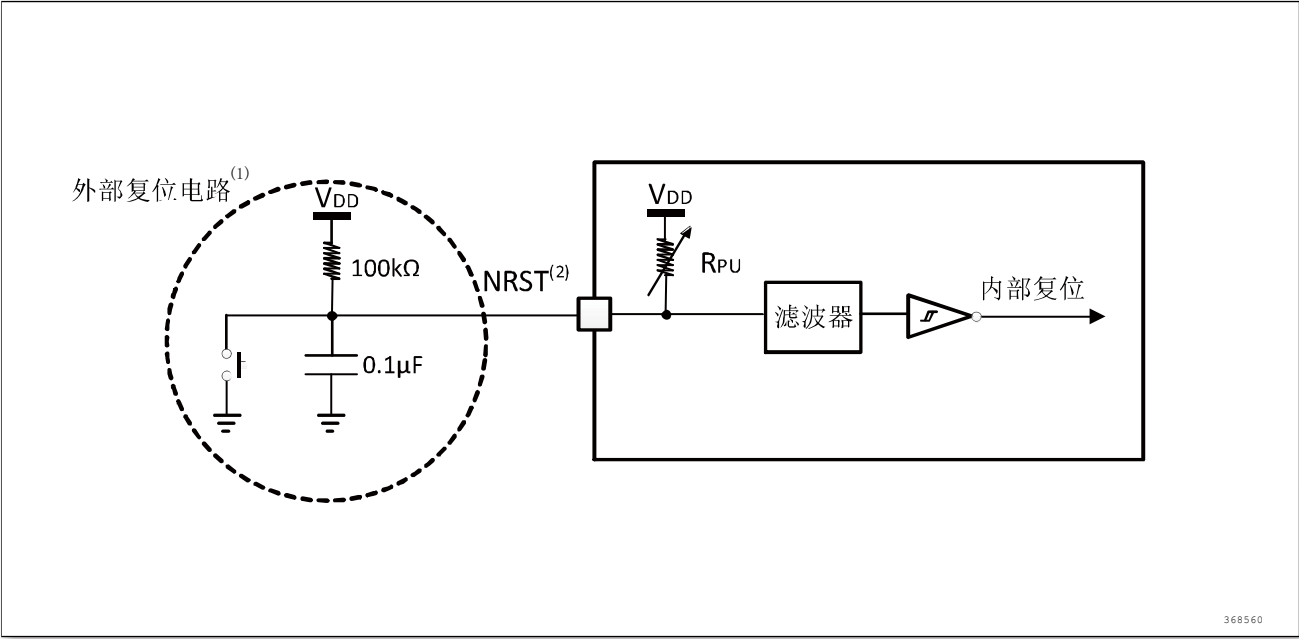 外部复位电路(1)
VDD
100kΩ
0.1μF
NRST(2)
VDD
RPU
滤波器
内部复位
368560